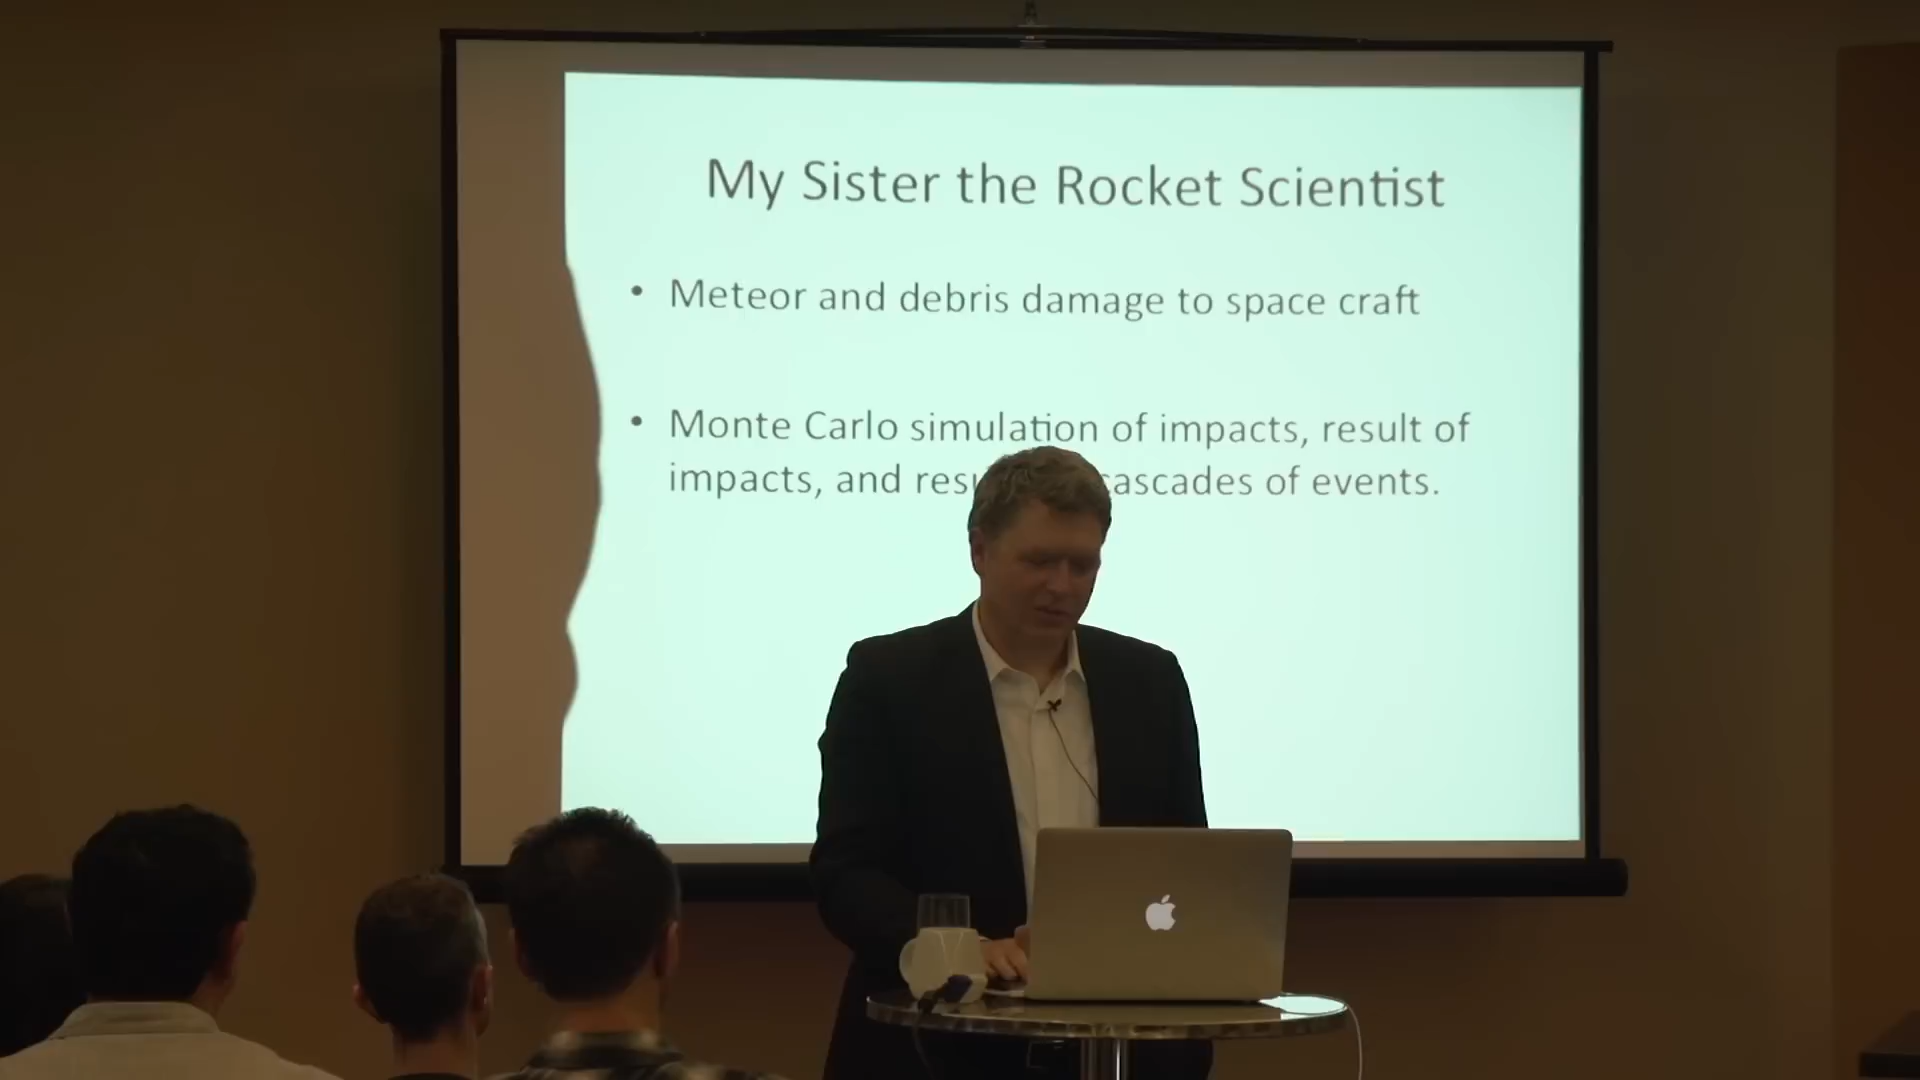 My Sister the Rocket Scientist
• Meteor and debris damage to space craft
• Monte Carlo simulation of impacts, result of
impacts, and cascades of events.